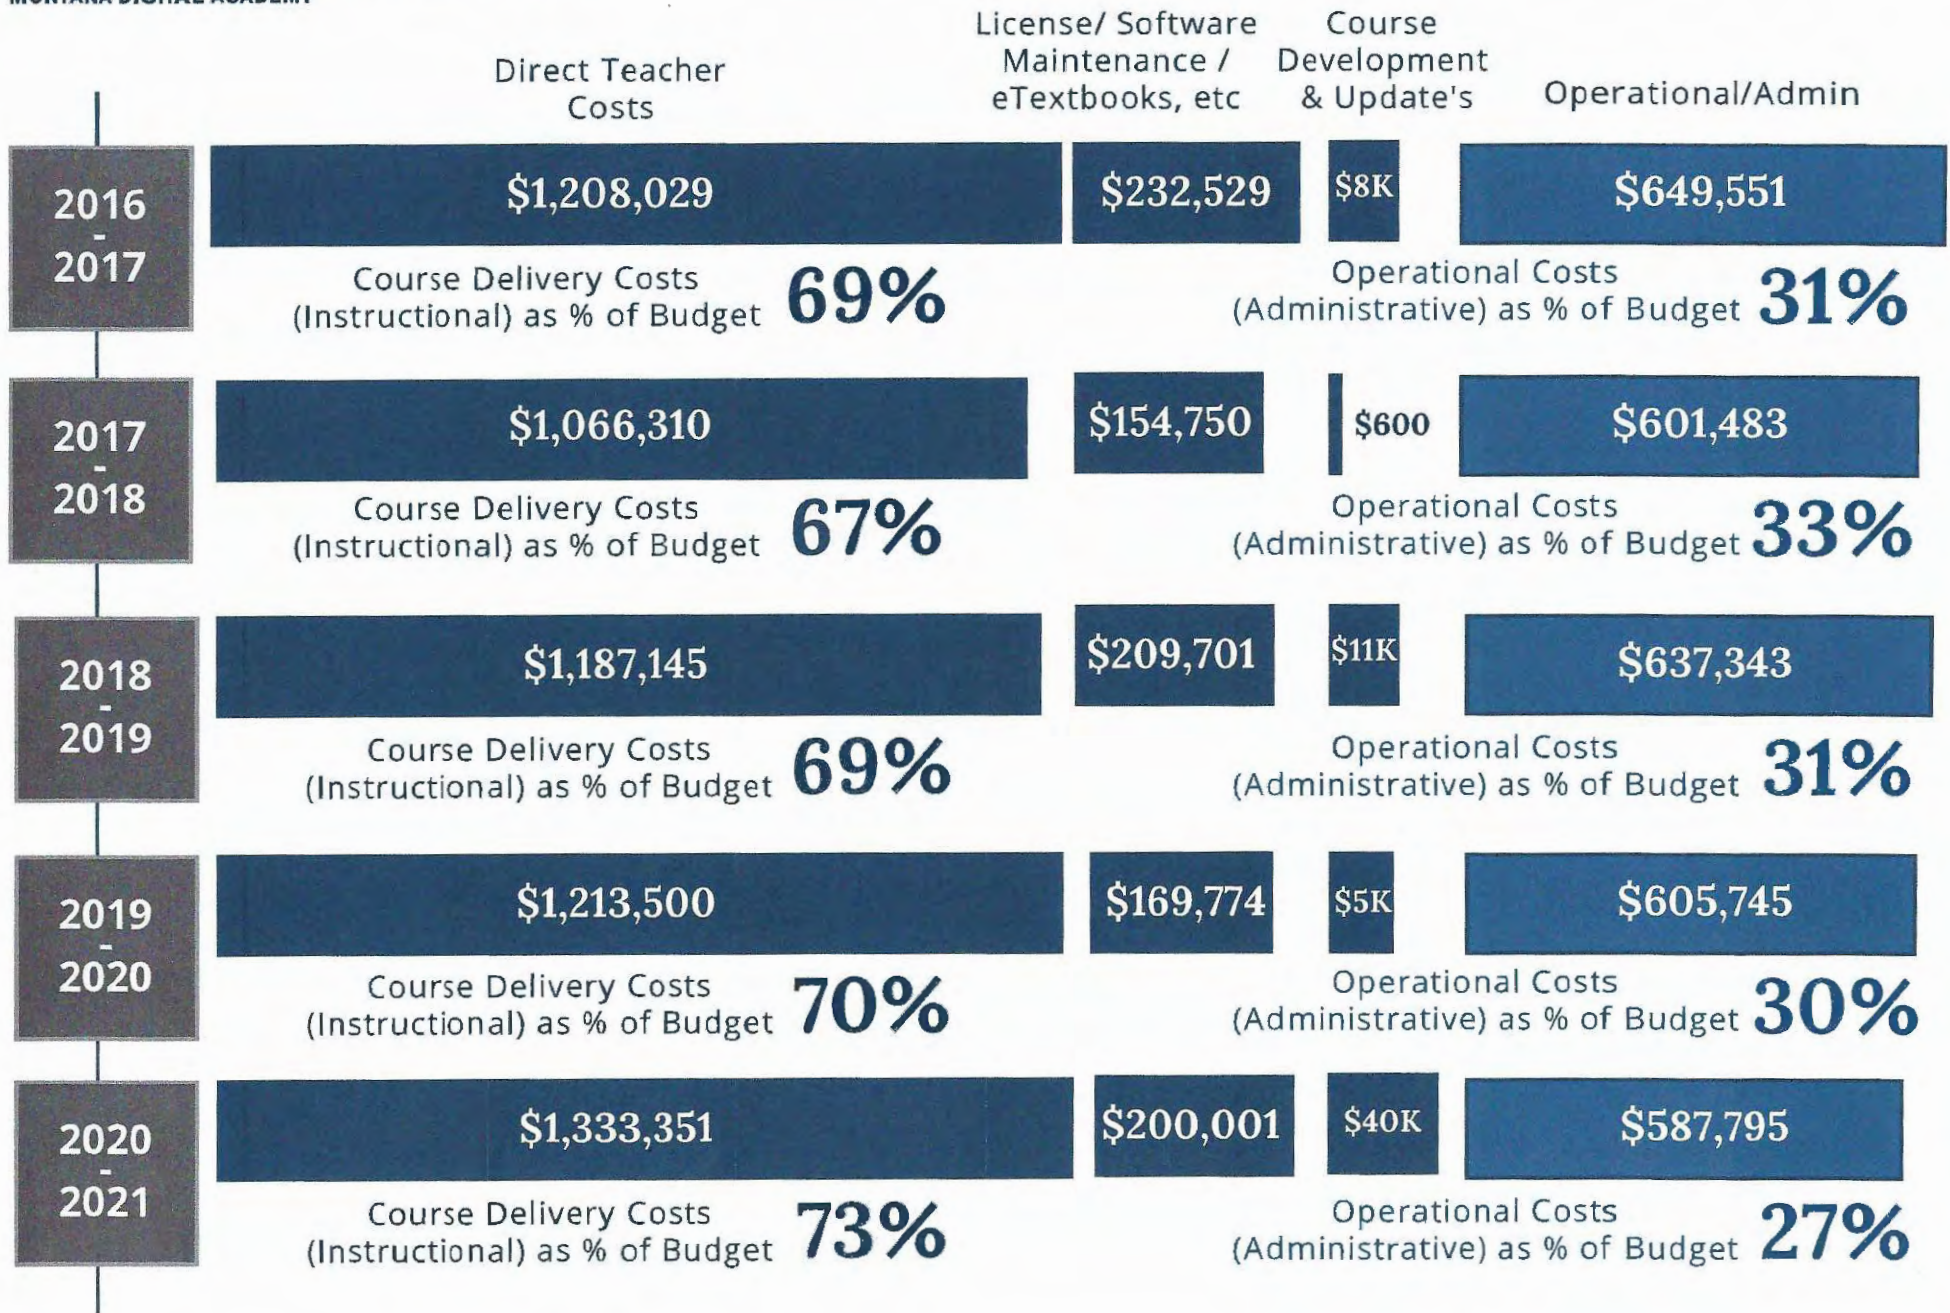 MONTANA DIGITAL ACADEMY
Direct Teacher
Costs
License/ Software
Maintenance /
eTextbooks, etc
Course
Development
& Update's
Operational/Admin
2016
-
2017
$1,208,029
$232,529
$8K
$649,551
Course Delivery Costs
(Instructional) as % of Budget
69%
Operational Costs
(Administrative) as % of Budget
31%
2017
-
2018
$1,066,310
$154,750
$600
$601,483
Course Delivery Costs
(Instructional) as % of Budget
67%
Operational Costs
(Administrative) as % of Budget
33%
2018
-
2019
$1,187,145
$209,701
$11K
$637,343
Course Delivery Costs
(Instructional) as % of Budget
69%
Operational Costs
(Administrative) as % of Budget
31%
2019
-
2020
$1,213,500
$169,774
$5K
$605,745
Course Delivery Costs
(Instructional) as % of Budget
70%
Operational Costs
(Administrative) as % of Budget
30%
2020
-
2021
$1,333,351
$200,001
$40K
$587,795
Course Delivery Costs
(Instructional) as % of Budget
73%
Operational Costs
(Administrative) as % of Budget
27%